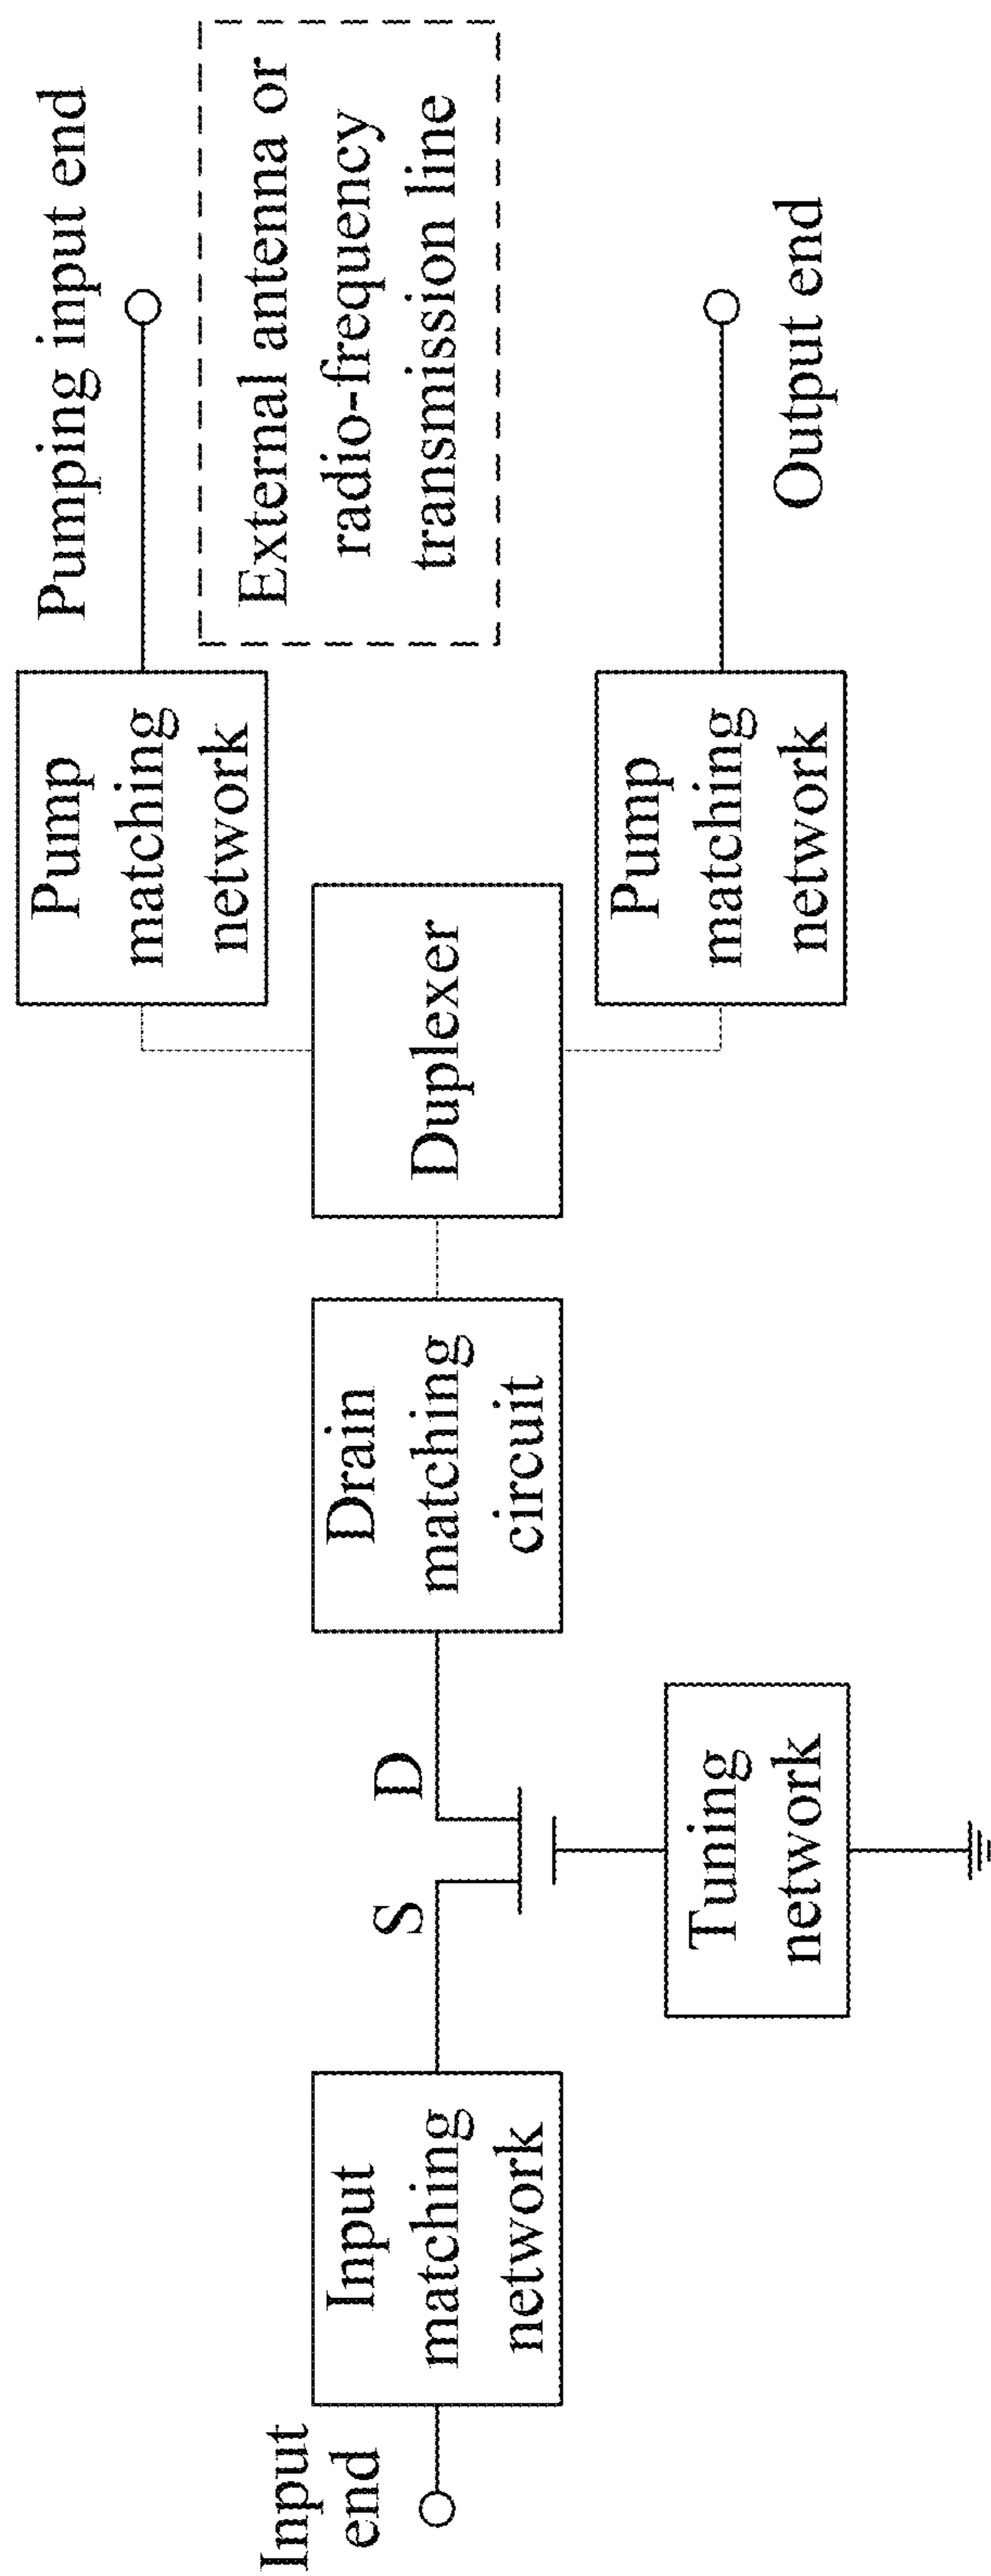 Input
end
Input
matching
network
S
D
Tuning
network
Drain
matching
circuit
Duplexer
Pump
matching
network
Pumping input end
External antenna or
radio-frequency
transmission line
Pump
matching
network
Output end